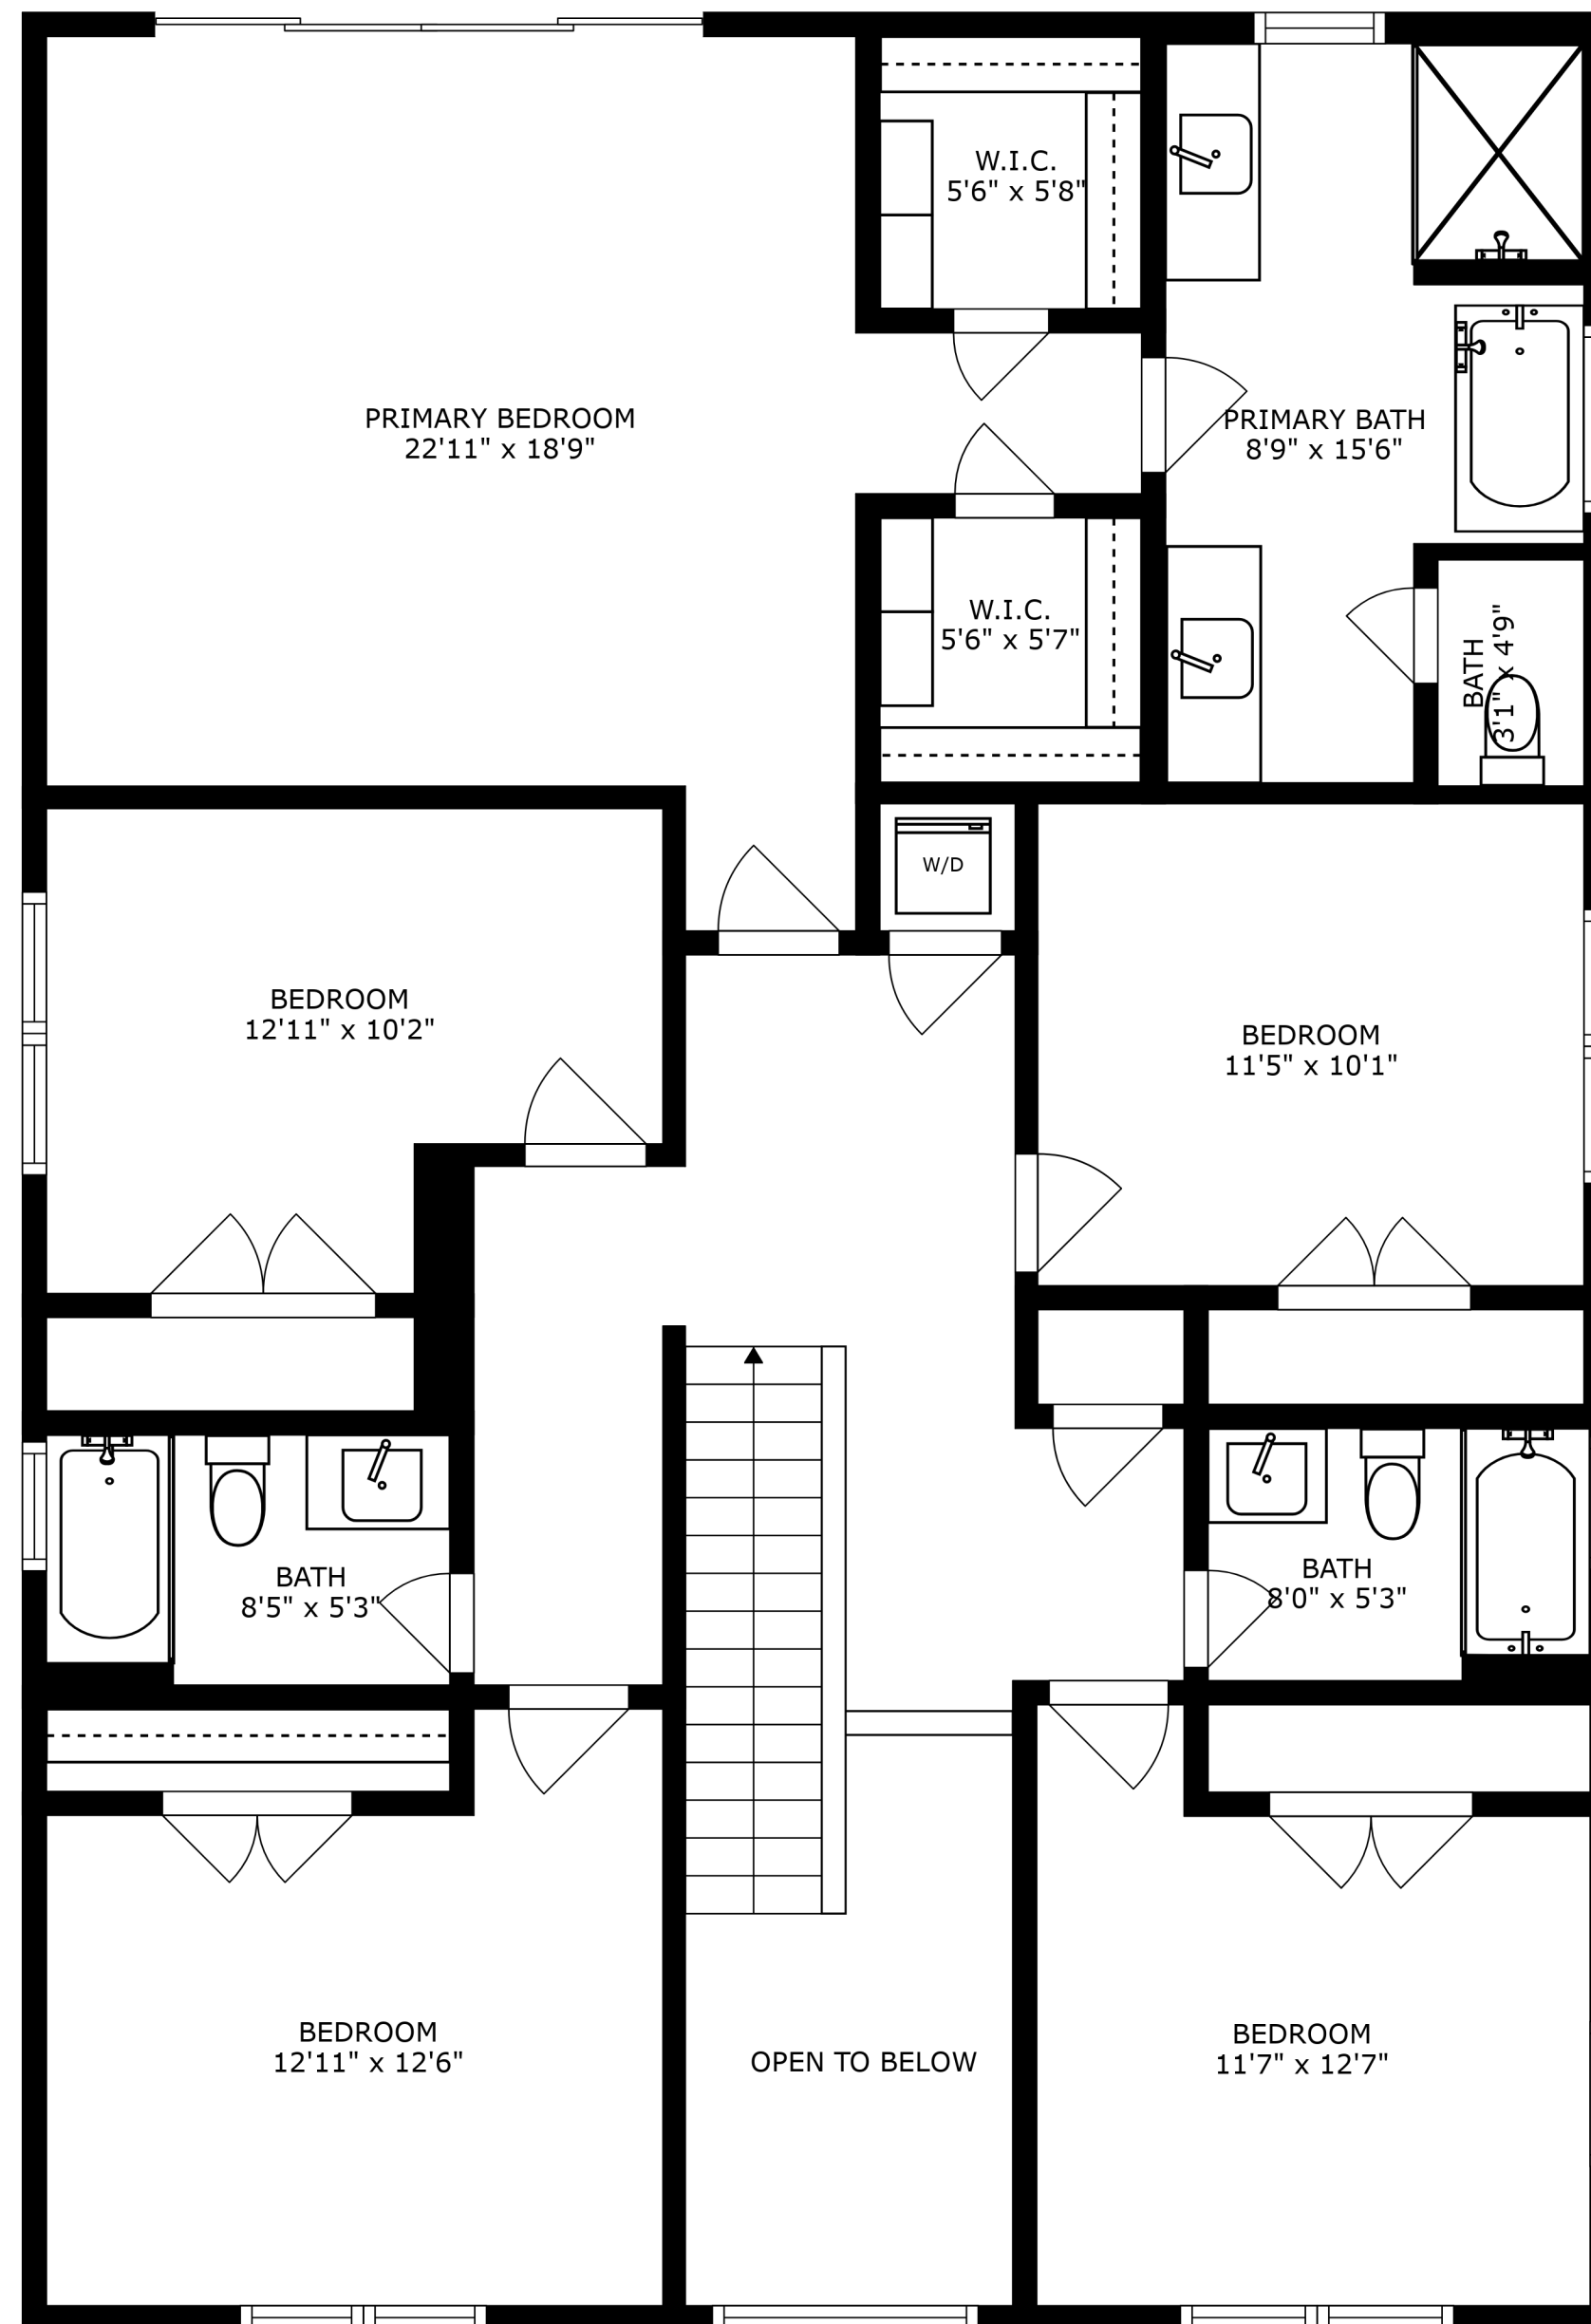 W.I.C.
5'6" x 5'8"
PRIMARY BEDROOM
22'11" x 18'9"
PRIMARY BATH
8'9" x 15'6"
W.I.C.
5'6" x 5'7"
BATH
3'1" x 4'9"
W/D
BEDROOM
12'11" x 10'2"
BEDROOM
11'5" x 10'1"
BATH
8'5" x 5'3"
BATH
8'0" x 5'3"
BEDROOM
12'11" x 12'6"
OPEN TO BELOW
BEDROOM
11'7" x 12'7"